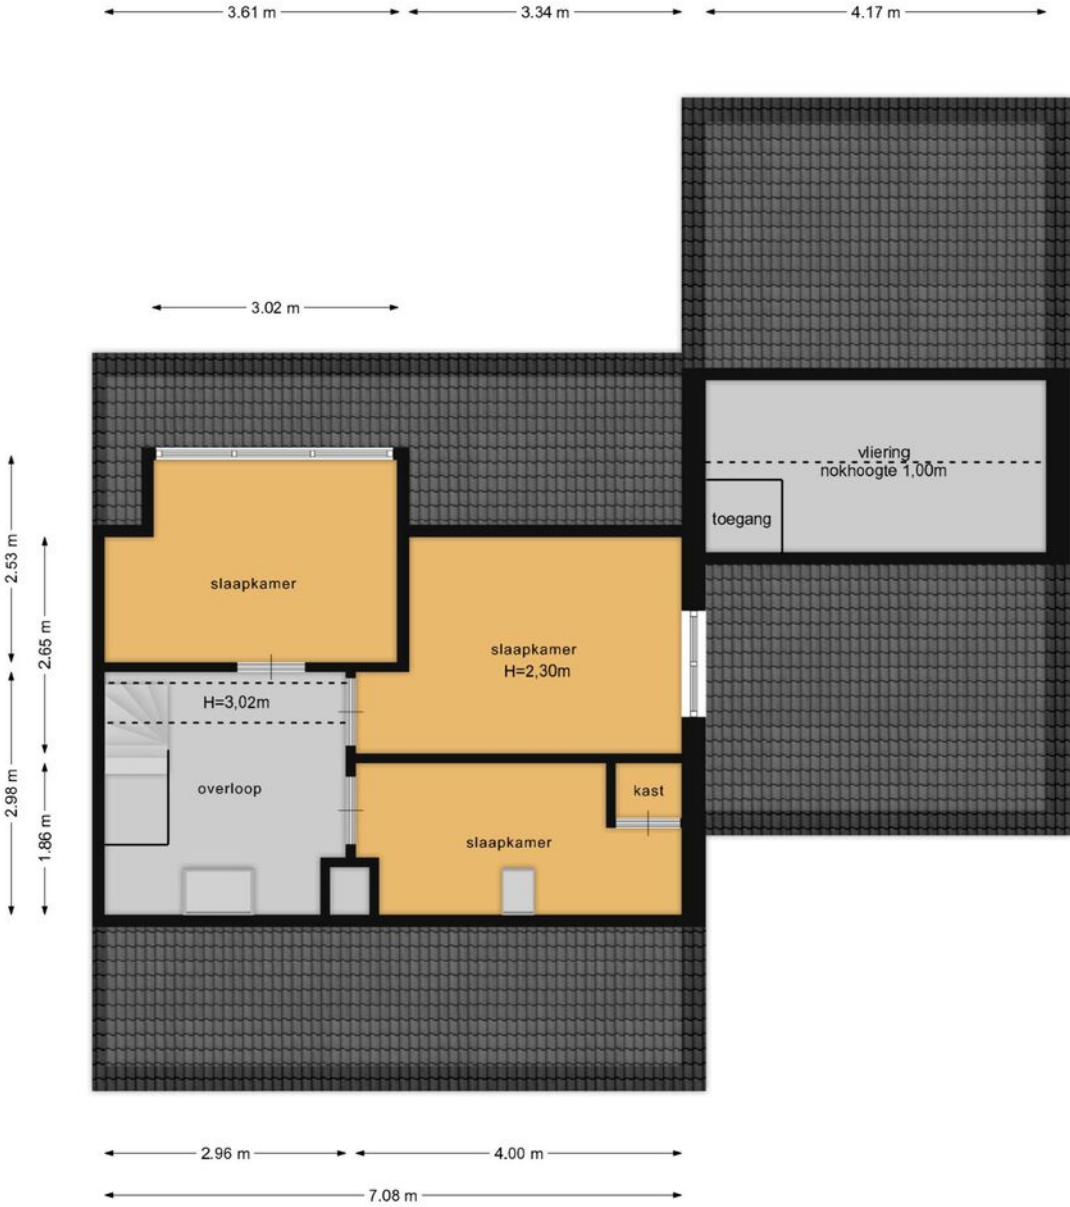 3.61 m
3.34 m
4.17 m
3.02 m
vliering
nokhoogte 1,00m
toegang
2.53 m
2.65 m
slaapkamer
slaapkamer
H=2,30m
H=3,02m
2.98 m
1.86 m
overloop
kast
slaapkamer
2.96 m
4.00 m
7.08 m